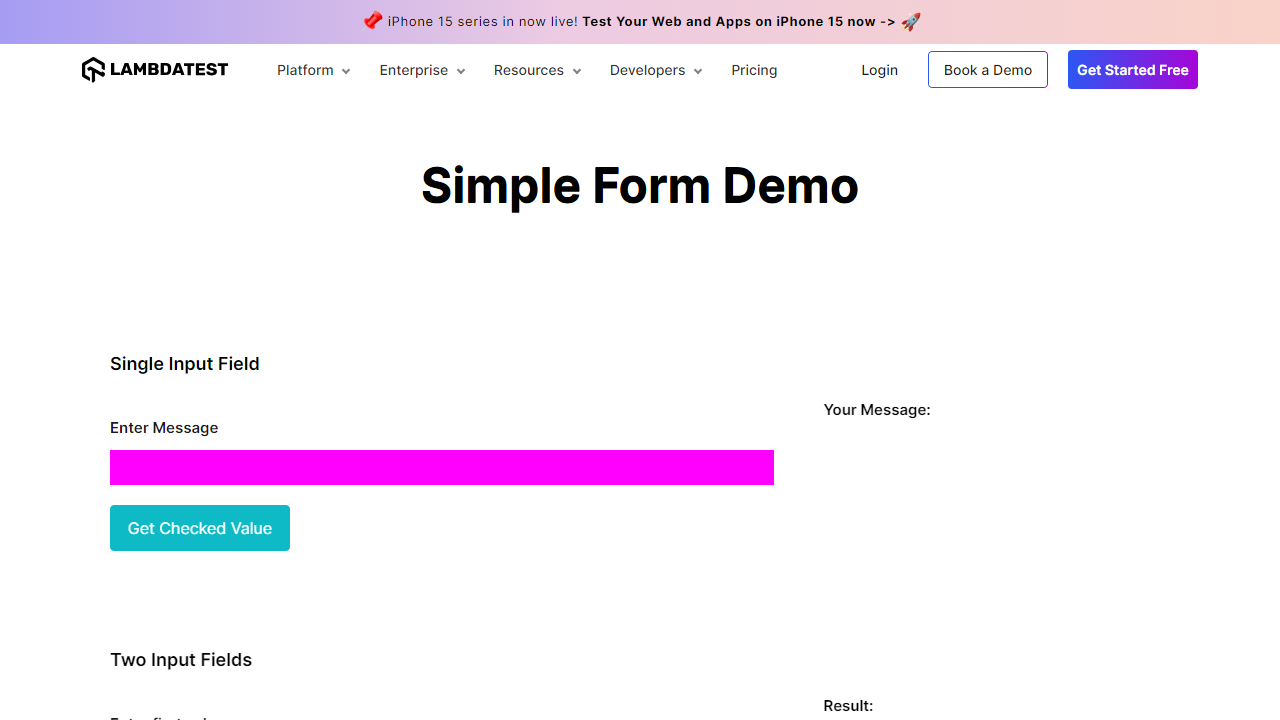 iPhone 15 series in now live! Test Your Web and Apps on iPhone 15 now ->
LAMBDATEST Platform Enterprise Resources Developers Pricing Login Book a Demo Get Started Free
Simple Form Demo
Single Input Field
Your Message:
Enter Message
Get Checked Value
Two Input Fields
Result: